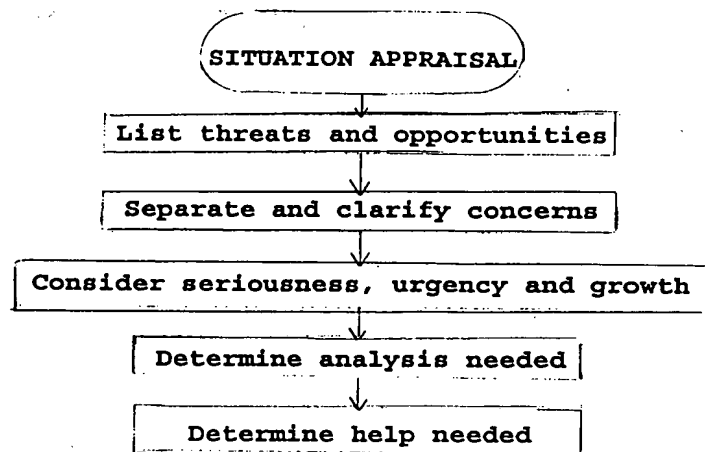 SITUATION APPRAISAL
List threats and opportunities
Separate and clarify concerns
Consider seriousness, urgency and growth
Determine analysis needed
Determine help needed